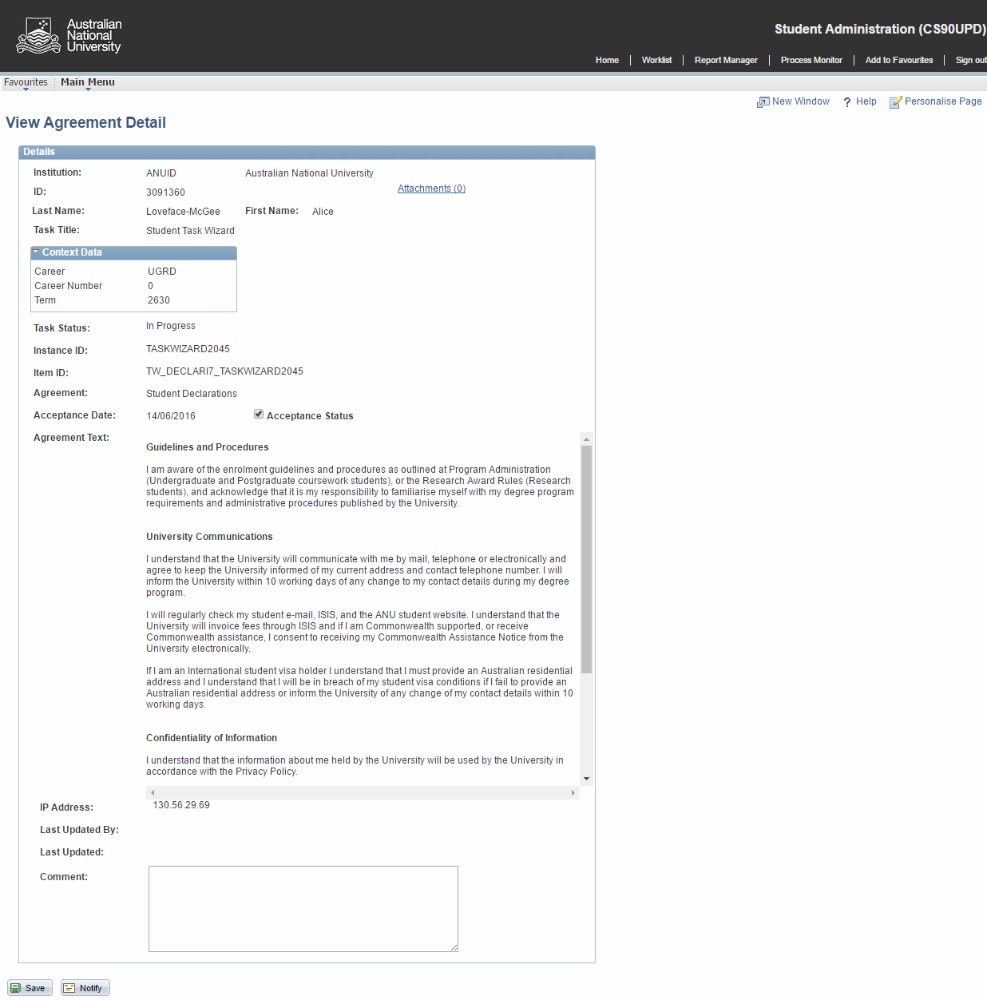 Australian
National
University
Student Administration (CS90UPD)
Home Worklist Report Manager Process Monitor Add to Favourites Sign out
Favourites Main Menu
New Window Help Personalise Page
View Agreement Detail
Details
Institution: ANUID Australian National University
Attachments (0)
ID: 3091360
Last Name: Loveface-McGee First Name: Alice
Task Title: Student Task Wizard
Context Data
Career UGRD
Career Number 0
Term 2630
Task Status: In Progress
Instance ID: TASKWIZARD2045
Item ID: TW_DECLARI7_TASKWIZARD2045
Agreement: Student Declarations
Acceptance Date: 14/06/2016 Acceptance Status
Agreement Text:
Guidelines and Procedures
I am aware of the enrolment guidelines and procedures as outlined at Program Administration
(Undergraduate and Postgraduate coursework students), or the Research Award Rules (Research
students), and acknowledge that it is my responsibility to familiarise myself with my degree program
requirements and administrative procedures published by the University.
University Communications
I understand that the University will communicate with me by mail, telephone or electronically and
agree to keep the University informed of my current address and contact telephone number. I will
inform the University within 10 working days of any change to my contact details during my degree
program.
I will regularly check my student e-mail, ISIS, and the ANU student website. I understand that the
University will invoice fees through ISIS and if I am Commonwealth supported, or receive
Commonwealth assistance, I consent to receiving my Commonwealth Assistance Notice from the
University electronically.
If I am an International student visa holder I understand that I must provide an Australian residential
address and I understand that I will be in breach of my student visa conditions if I fail to provide an
Australian residential address or inform the University of any change of my contact details within 10
working days.
Confidentiality of Information
I understand that the information about me held by the University will be used by the University in
accordance with the Privacy Policy.
IP Address: 130.56.29.69
Last Updated By:
Last Updated:
Comment:
Save Notify